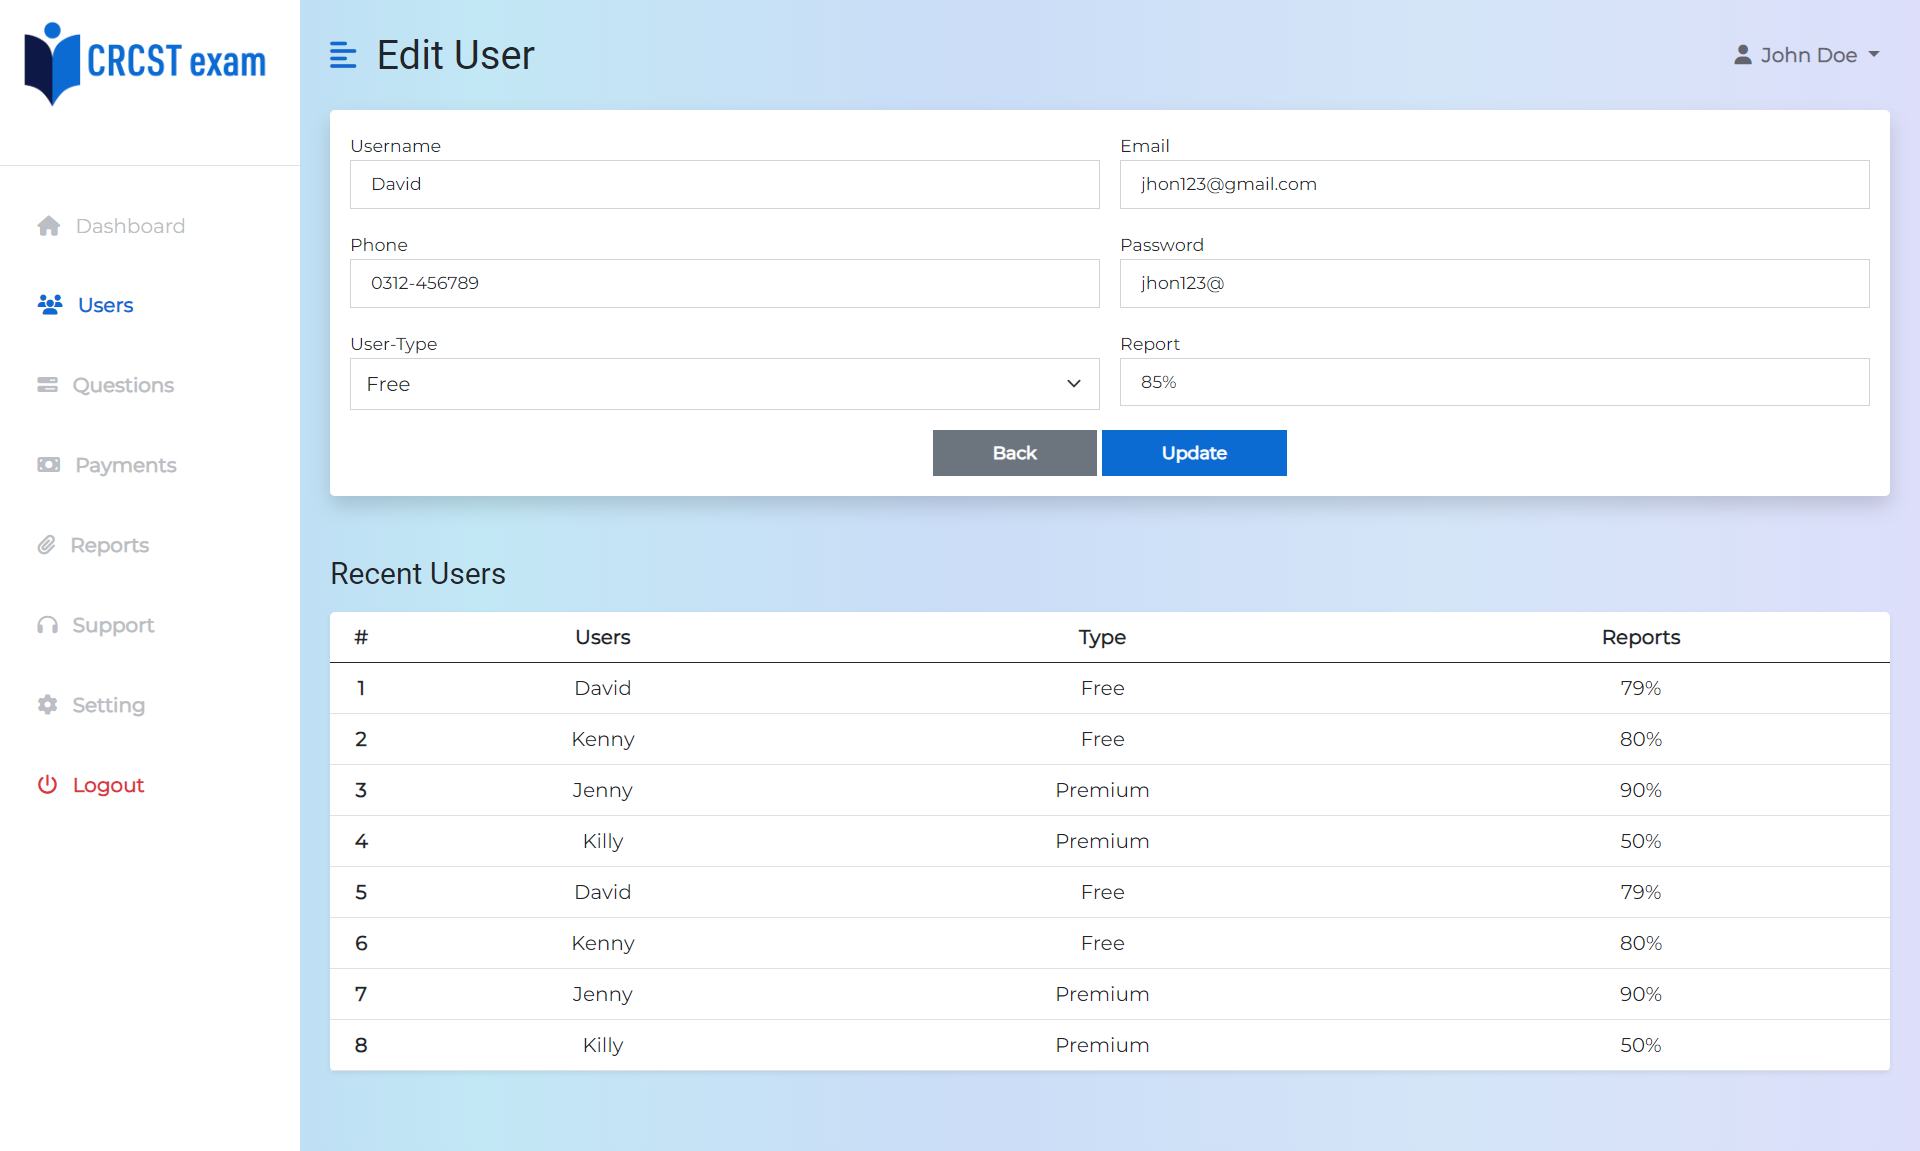 CRCST exam
Edit User
John Doe
Dashboard
Users
Questions
Payments
Reports
Support
Setting
Logout
Username
Email
David
jhon123@gmail.com
Phone
Password
0312-456789
jhon123@
User-Type
Report
Free
85%
Back
Update
Recent Users
# Users Type Reports
1 David Free 79%
2 Kenny Free 80%
3 Jenny Premium 90%
4 Killy Premium 50%
5 David Free 79%
6 Kenny Free 80%
7 Jenny Premium 90%
8 Killy Premium 50%